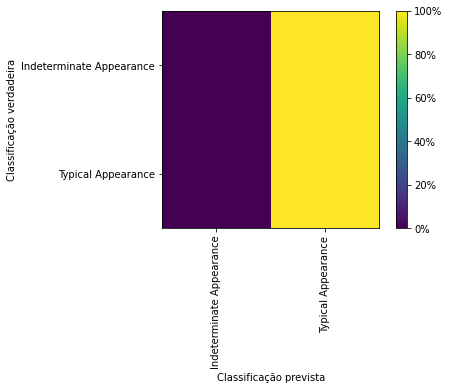 Classificação verdadeira
Indeterminate Appearance
Typical Appearance
Indeterminate Appearance
Typical Appearance
Classificação prevista
100%
80%
60%
40%
20%
0%